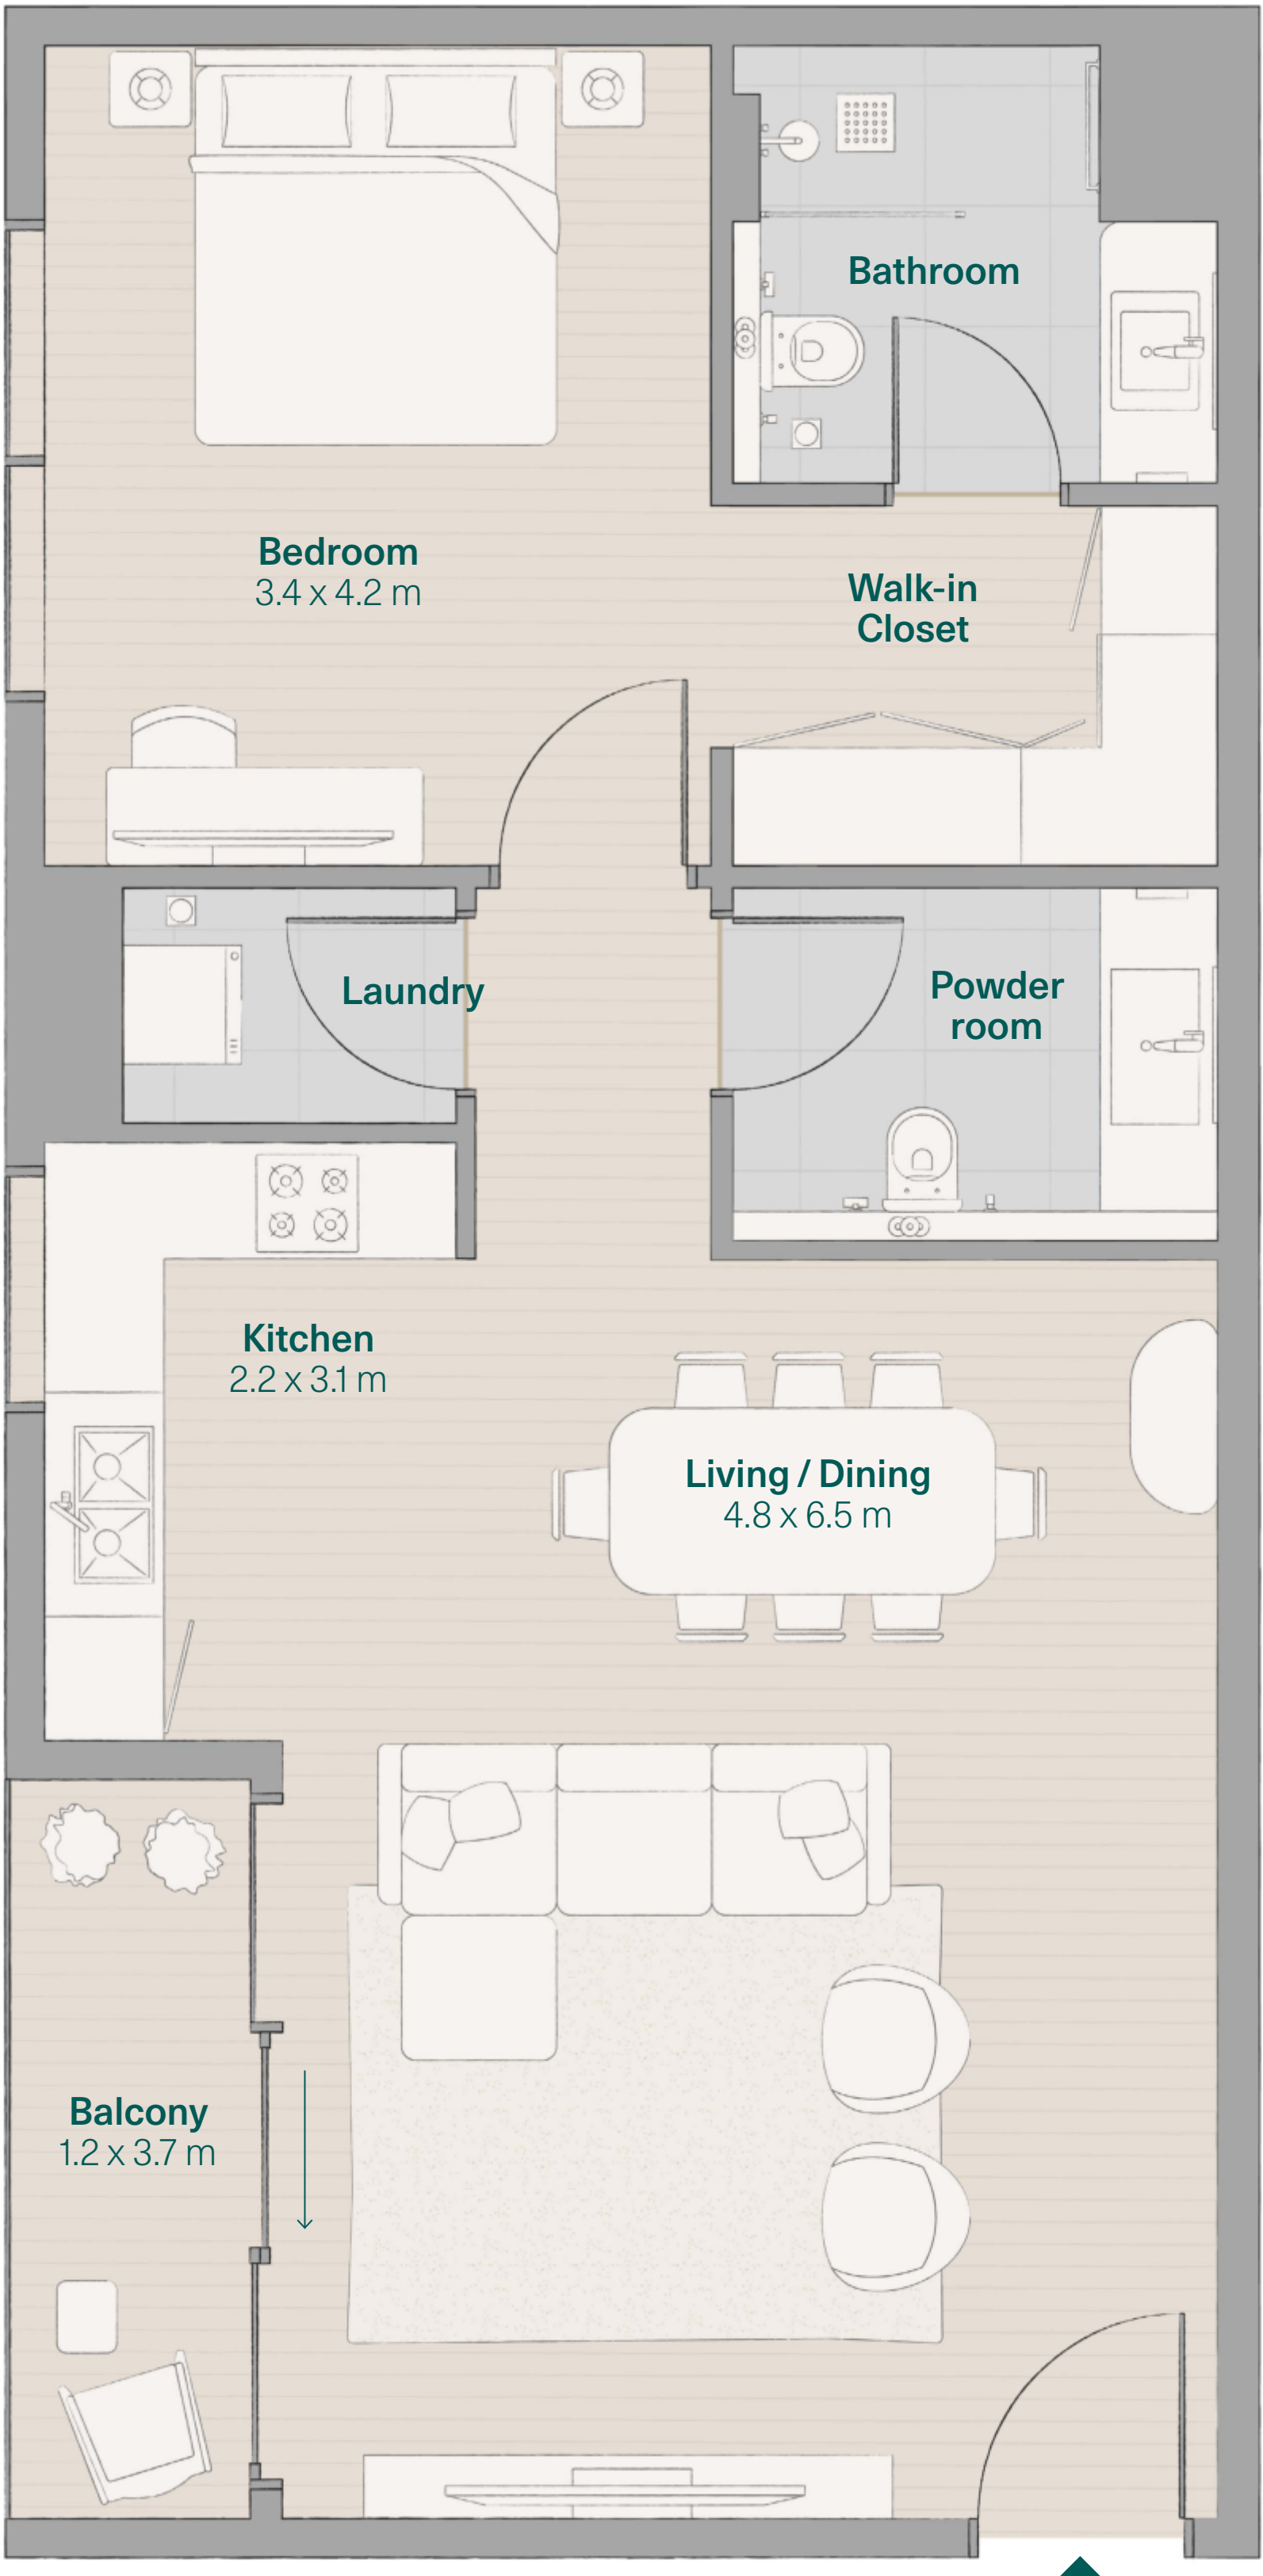 Bathroom
Bedroom
3.4 x 4.2 m
Walk-in
Closet
Laundry
Powder
room
Kitchen
2.2 x 3.1 m
Living / Dining
4.8 x 6.5 m
Balcony
1.2 x 3.7 m